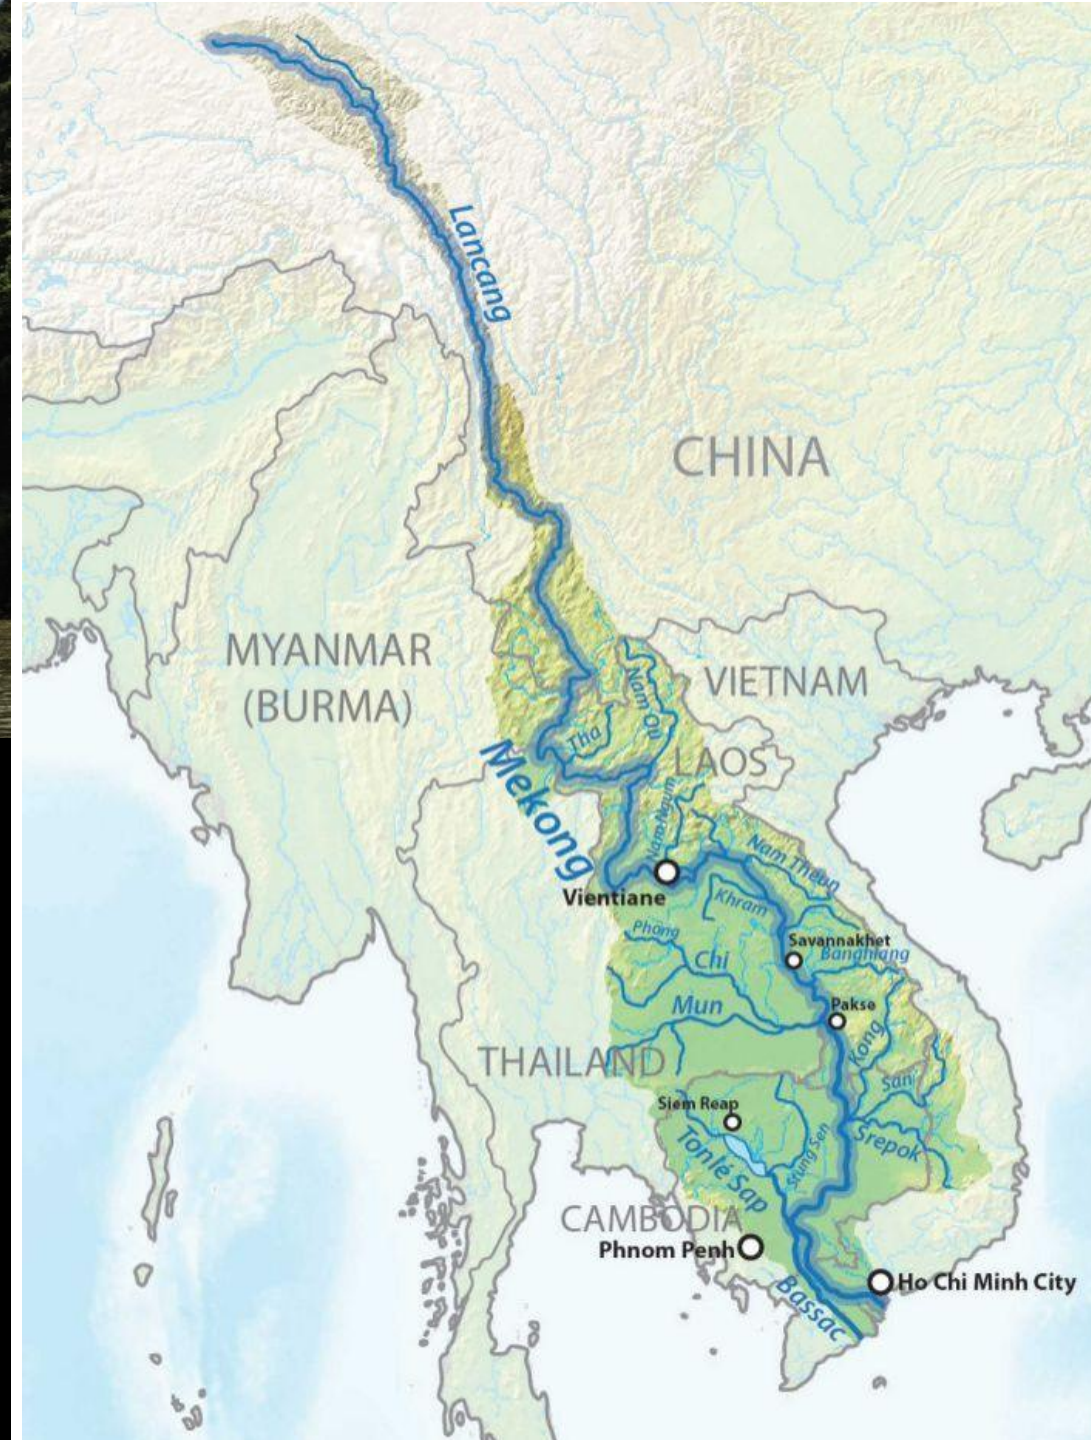 Lancang
CHINA
MYANMAR
(BURMA)
VIETNAM
Nam Ou
Tha
LAOS
Mekong
Nam Ngum
Nam Theun
Vientiane
Khram
Phong
Savannakhet
Banghiang
Chi
Mun
Pakse
Kong
THAILAND
San
Siem Reap
Srepok
Stung Sen
Tonlé Sap
CAMBODIA
Phnom Penh
Ho Chi Minh City
Bassac